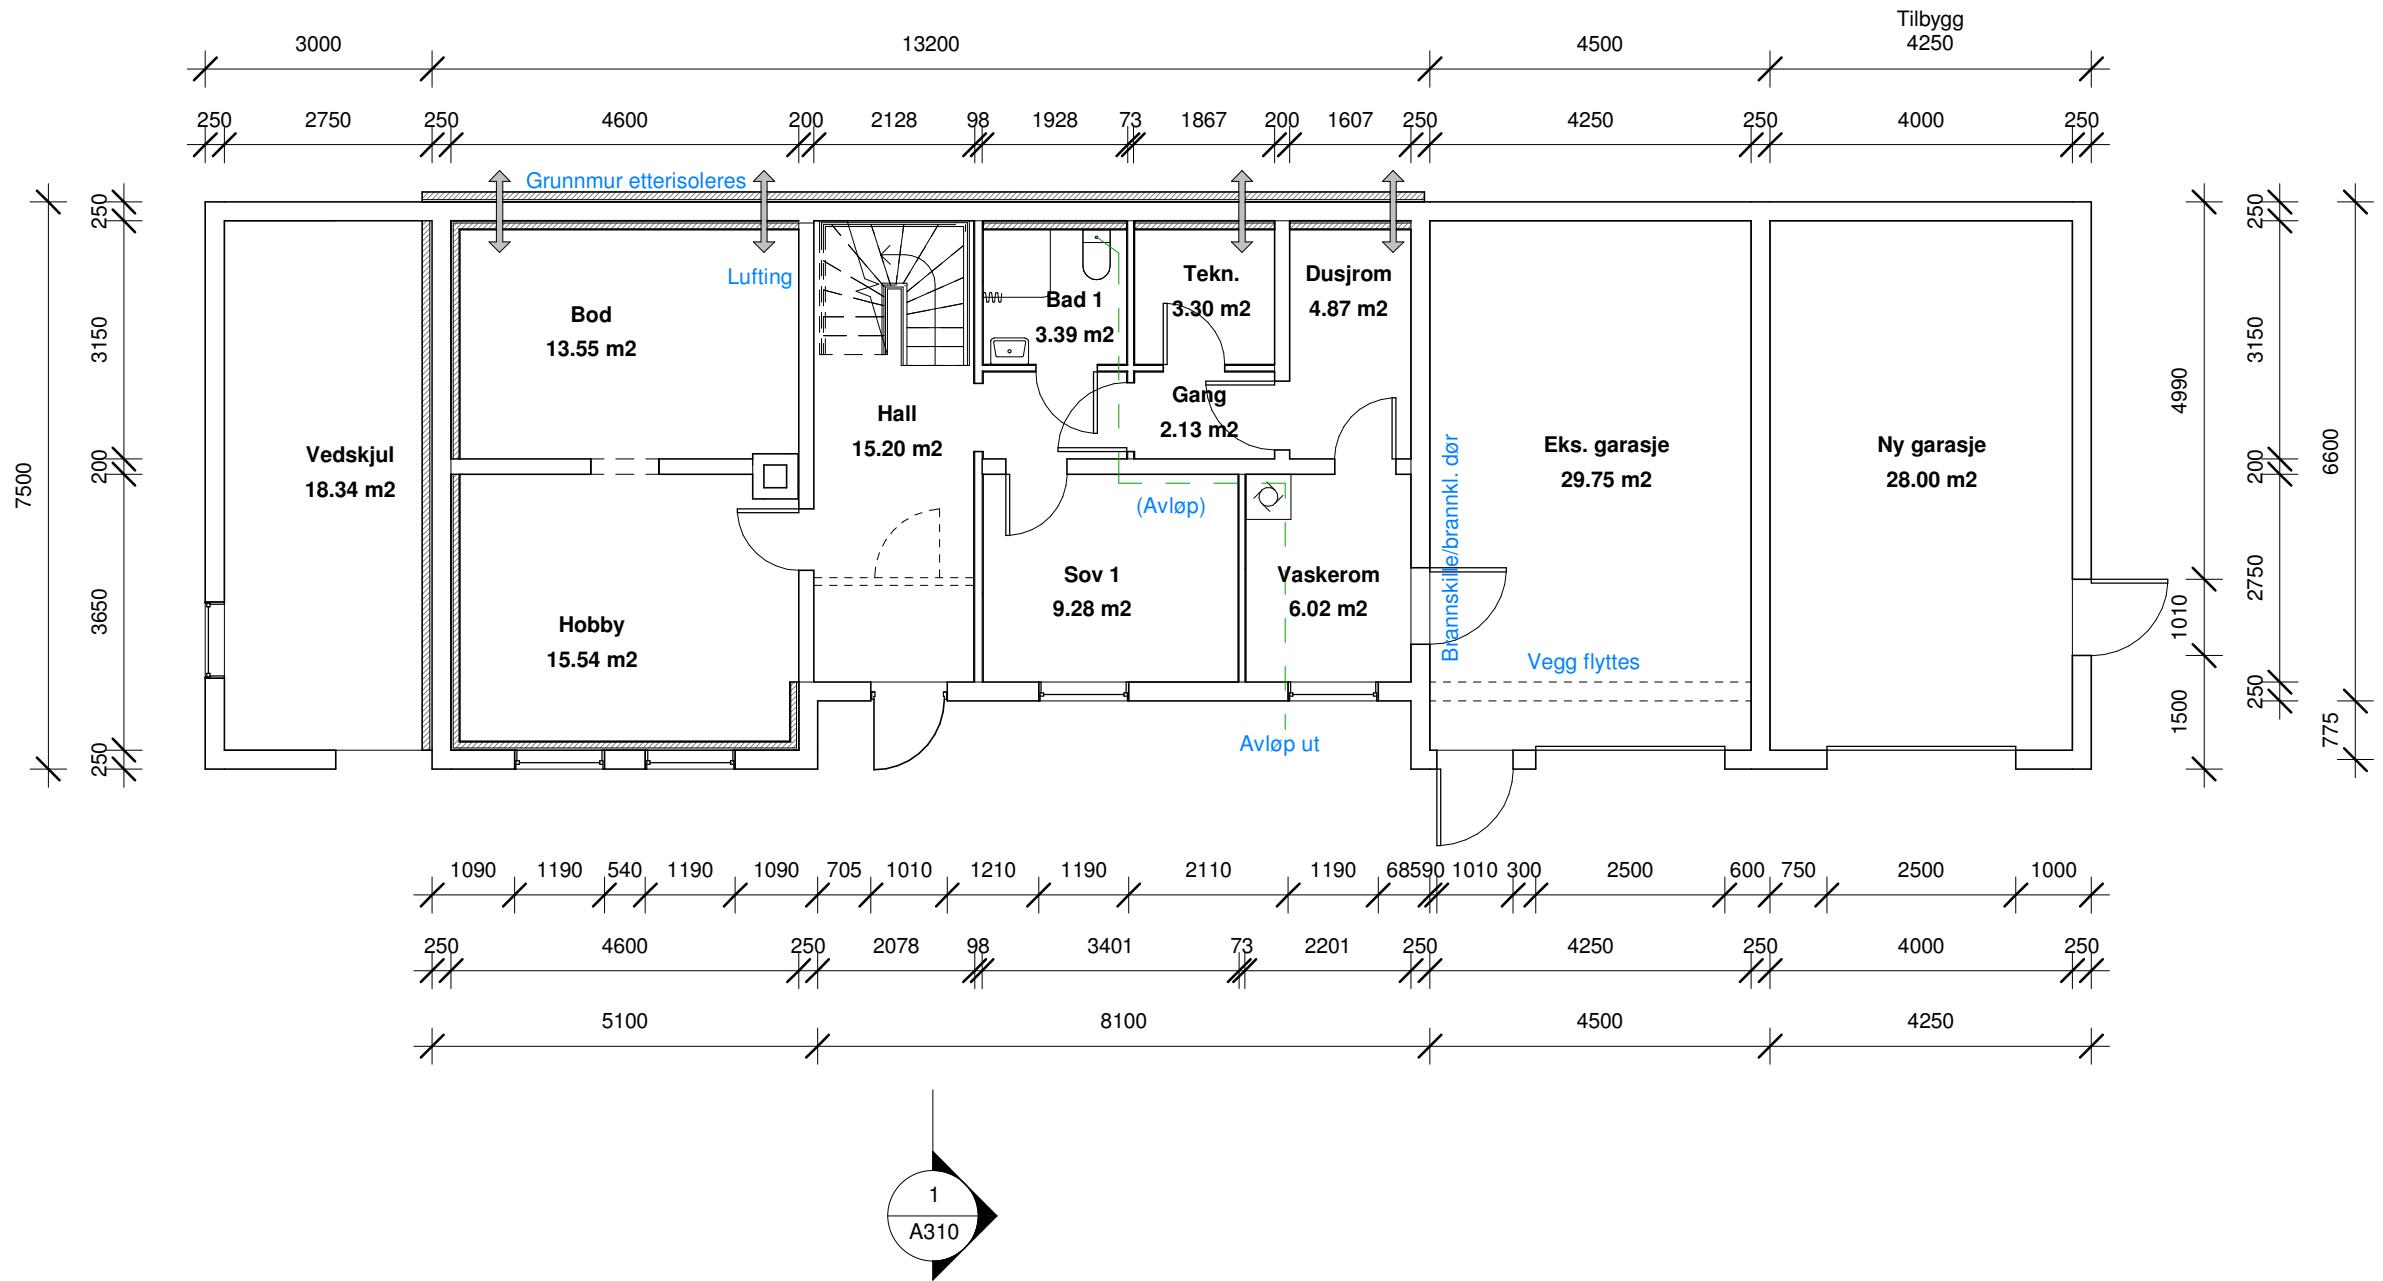 Tilbygg
3000 13200 4500 4250
250 2750 250 4600 200 2128 98 1928 73 1867 200 1607 250 4250 250 4000 250
Grunnmur etterisoleres
Lufting
7500
250
3150
200
3650
250
Vedskjul
18.34 m2
Bod
13.55 m2
Hobby
15.54 m2
Hall
15.20 m2
Bad 1
3.39 m2
Tekn.
3.30 m2
Dusjrom
4.87 m2
Gang
2.13 m2
(Avløp)
Sov 1
9.28 m2
Vaskerom
6.02 m2
Avløp ut
Brannskille/brannkl. dør
Eks. garasje
29.75 m2
Vegg flyttes
Ny garasje
28.00 m2
4990
1010
1500
250
3150
200
2750
250
6600
775
1090 1190 540 1190 1090 705 1010 1210 1190 2110 1190 685 90 1010 300 2500 600 750 2500 1000
250 4600 250 2078 98 3401 73 2201 250 4250 250 4000 250
5100 8100 4500 4250
1
A310